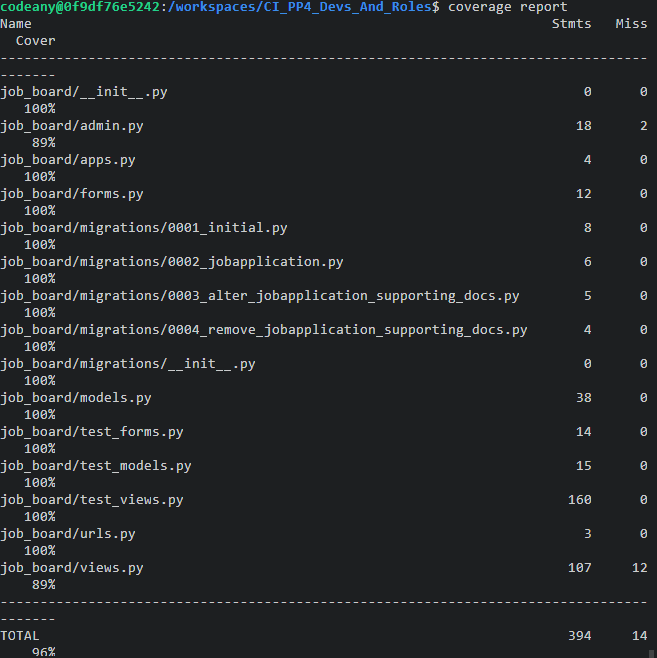 codeany@0f9df76e5242:/workspaces/CI_PP4_Devs_And_Roles$ coverage report
Name                                                                 Stmts   Miss
  Cover
---------------------------------------------------------------------------------
-------
job_board/__init__.py                                                    0      0
   100%
job_board/admin.py                                                      18      2
    89%
job_board/apps.py                                                        4      0
   100%
job_board/forms.py                                                      12      0
   100%
job_board/migrations/0001_initial.py                                     8      0
   100%
job_board/migrations/0002_jobapplication.py                              6      0
   100%
job_board/migrations/0003_alter_jobapplication_supporting_docs.py        5      0
   100%
job_board/migrations/0004_remove_jobapplication_supporting_docs.py       4      0
   100%
job_board/migrations/__init__.py                                         0      0
   100%
job_board/models.py                                                     38      0
   100%
job_board/test_forms.py                                                 14      0
   100%
job_board/test_models.py                                                15      0
   100%
job_board/test_views.py                                                160      0
   100%
job_board/urls.py                                                        3      0
   100%
job_board/views.py                                                     107     12
    89%
---------------------------------------------------------------------------------
-------
TOTAL                                                                  394     14
    96%